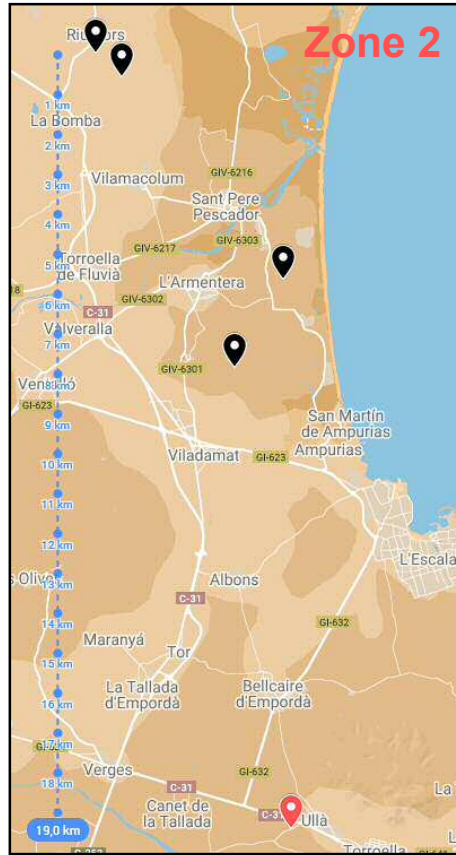 Zone 2
1 km
La Bomba
2 km
GIV-6216
3 km
Vilamacolum
Sant Pere
Pescador
4 km
GIV-6303
GIV-6217
5 km
Torroella
de Fluvià
L'Armentera
6 km
GIV-6302
C-31
Valveralla
7 km
GIV-6301
8 km
GI-623
San Martín
de Ampurias
9 km
Ampurias
Viladamat
GI-623
10 km
11 km
12 km
L'Escala
13 km
Albons
C-31
14 km
GI-632
Maranyá
15 km
Tor
La Tallada
d'Empordà
Bellcaire
d'Empordà
16 km
17 km
Verges
GI-632
18 km
C-31
Canet de
la Tallada
La
Ullà
19,0 km
Torroella